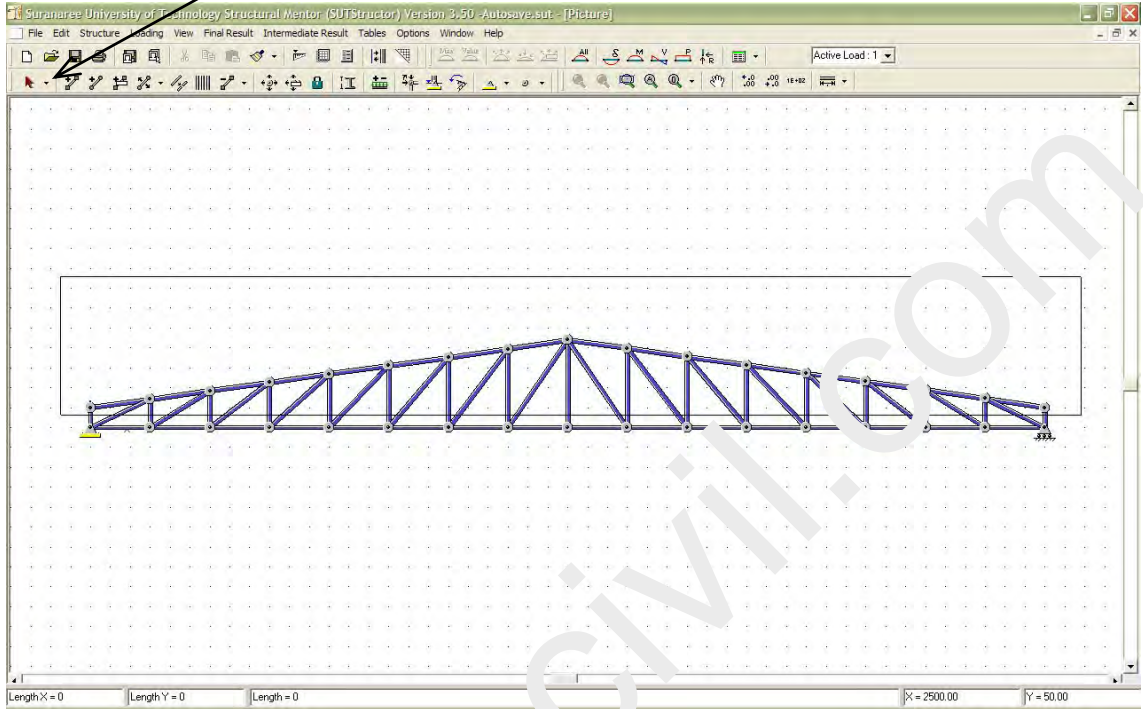 Suranaree University of Technology Structural Mentor (SUTStructor) Version 3.50 -Autosave.sut - [Picture]
File Edit Structure Loading View Final Result Intermediate Result Tables Options Window Help
Active Load : 1
Length X = 0 Length Y = 0 Length = 0 X = 2500.00 Y = 50.00
civil.com